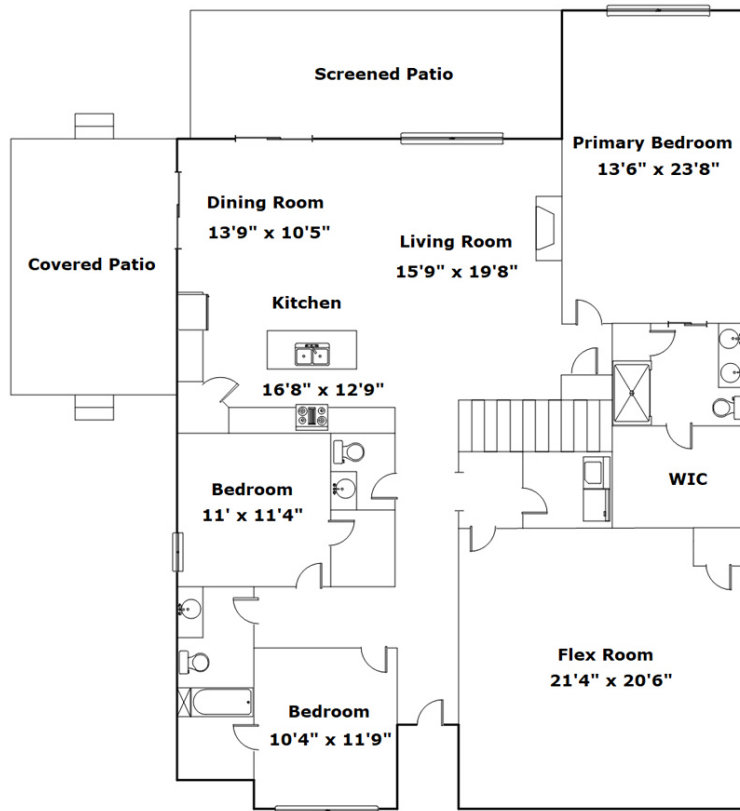 Screened Patio
Primary Bedroom
13'6" x 23'8"
Dining Room
13'9" x 10'5"
Living Room
15'9" x 19'8"
Covered Patio
Kitchen
16'8" x 12'9"
Bedroom
11' x 11'4"
WIC
Flex Room
21'4" x 20'6"
Bedroom
10'4" x 11'9"